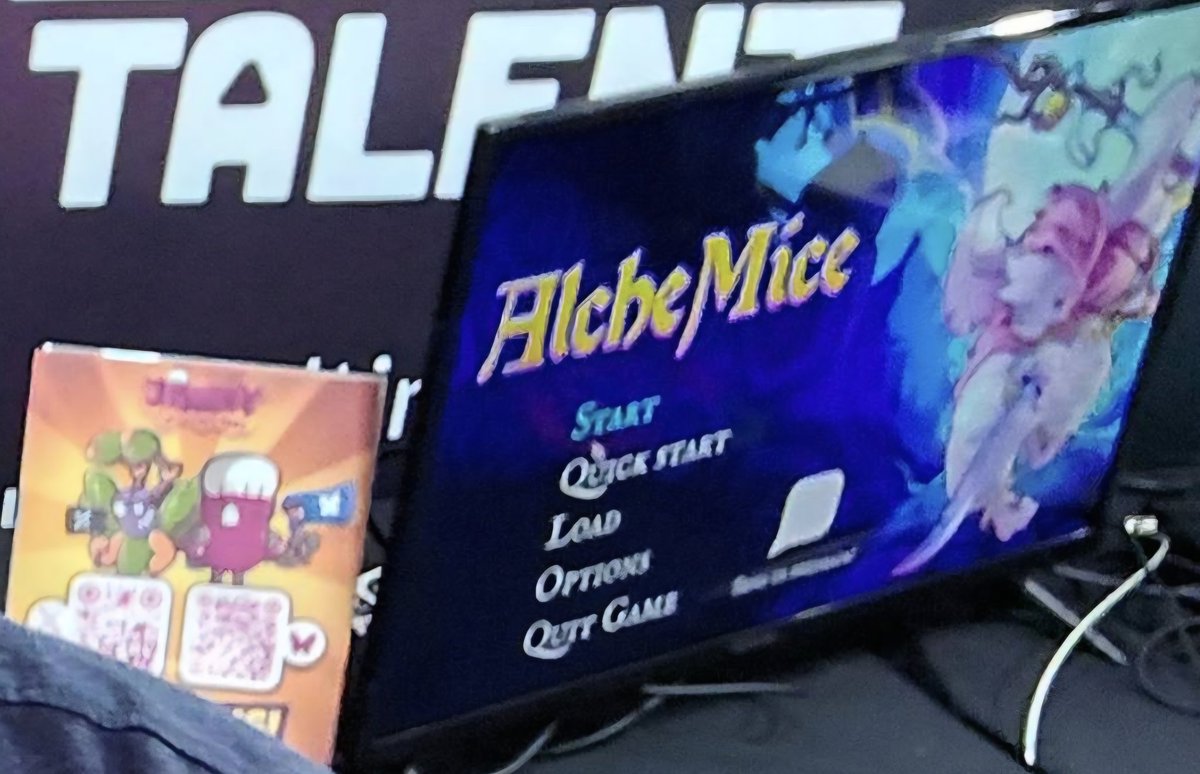 TALENT
AlcheMice
START
QUICK START
LOAD
OPTIONS
QUIT GAME